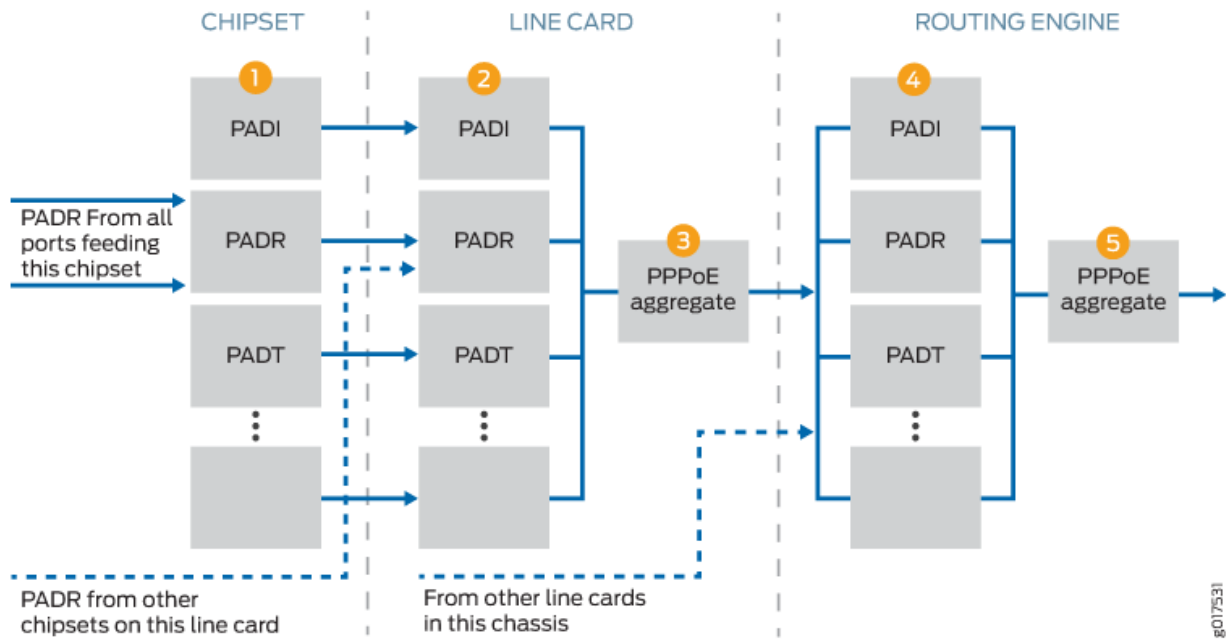 CHIPSET
LINE CARD
ROUTING ENGINE
1
PADI
2
PADI
4
PADI
PADR From all
ports feeding
this chipset
PADR
PADR
PADR
3
PPPoE
aggregate
5
PPPoE
aggregate
PADT
PADT
PADT
PADR from other
chipsets on this line card
From other line cards
in this chassis
g017531